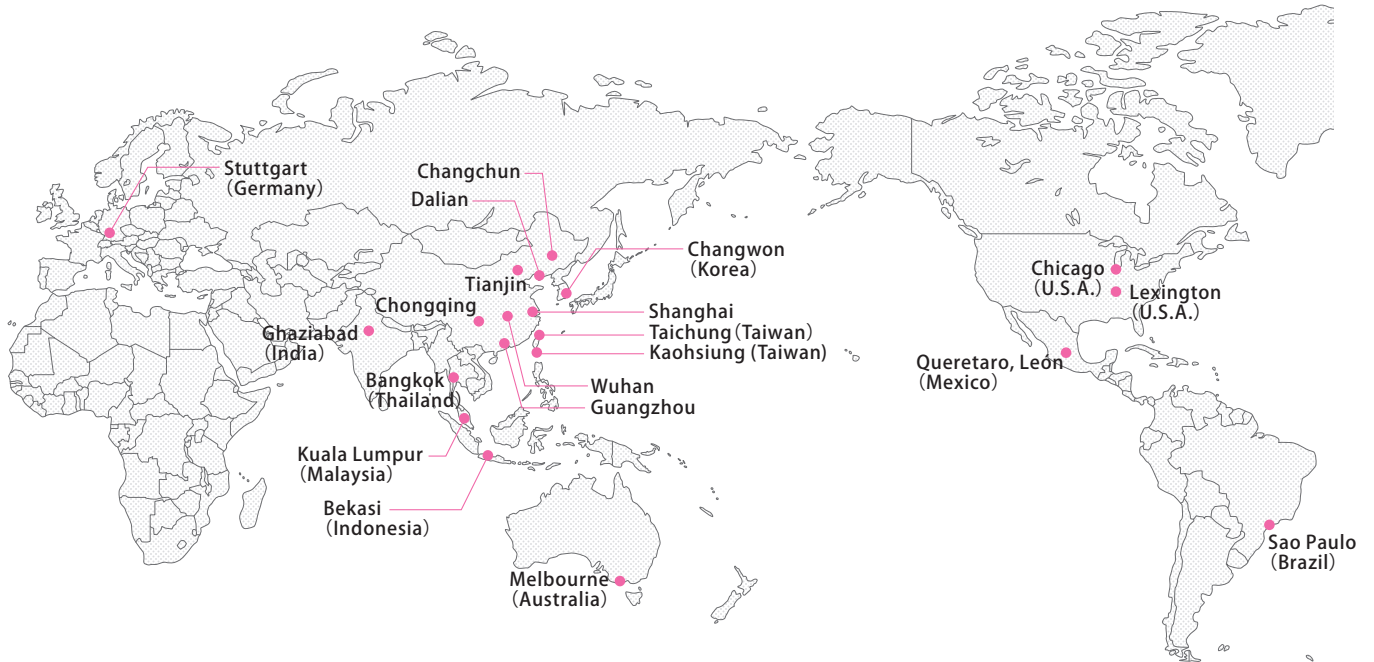 Stuttgart
（Germany）
Changchun
Dalian
Changwon
（Korea）
Tianjin
Chongqing
Shanghai
Taichung（Taiwan）
Kaohsiung (Taiwan)
Ghaziabad
（India）
Bangkok
（Thailand）
Wuhan
Guangzhou
Kuala Lumpur
（Malaysia）
Bekasi
（Indonesia）
Melbourne
（Australia）
Chicago
（U.S.A.）
Lexington
（U.S.A.）
Queretaro, León
（Mexico）
Sao Paulo
（Brazil）